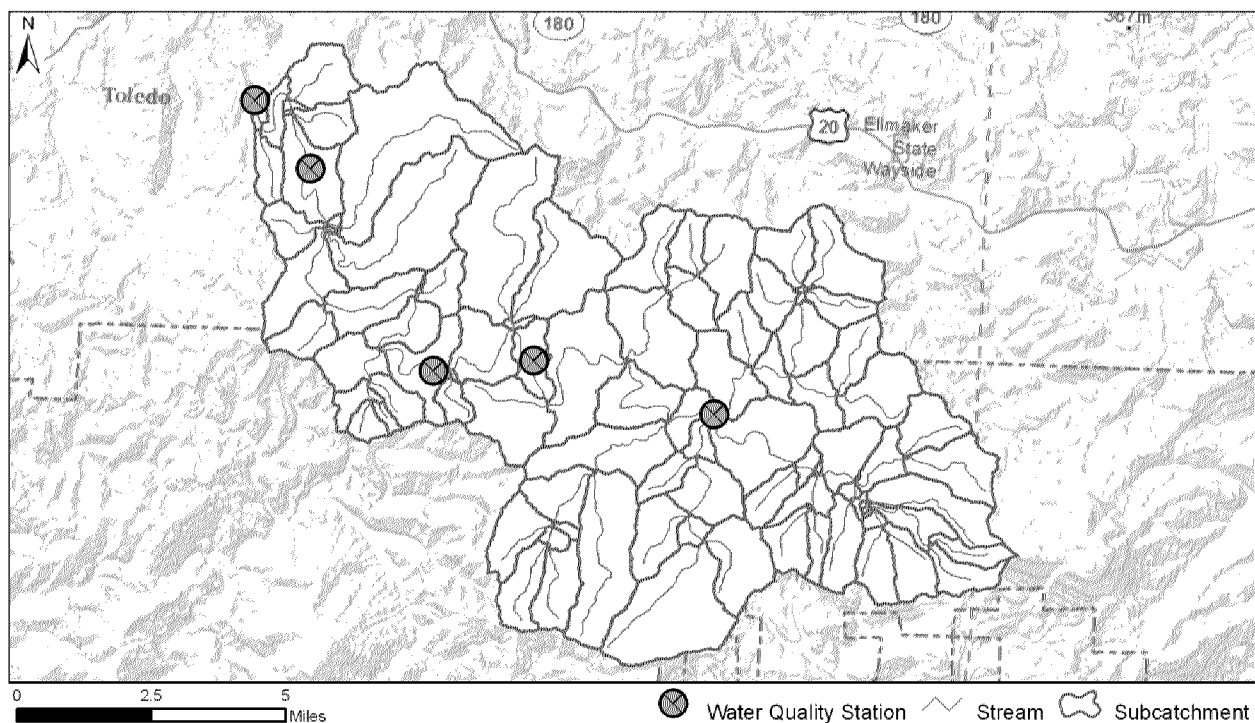 N
180
180
367m
Toledo
20
Ellmaker
State
Wayside
0
2.5
5
Miles
Water Quality Station
Stream
Subcatchment